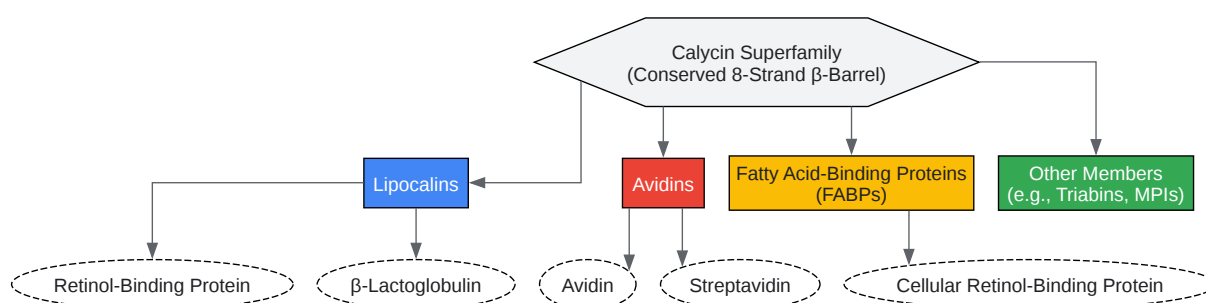 Calycin Superfamily
(Conserved 8-Strand β-Barrel)
Lipocalins
Avidins
Fatty Acid-Binding Proteins
(FABPs)
Other Members
(e.g., Triabins, MPIs)
Retinol-Binding Protein
β-Lactoglobulin
Avidin
Streptavidin
Cellular Retinol-Binding Protein